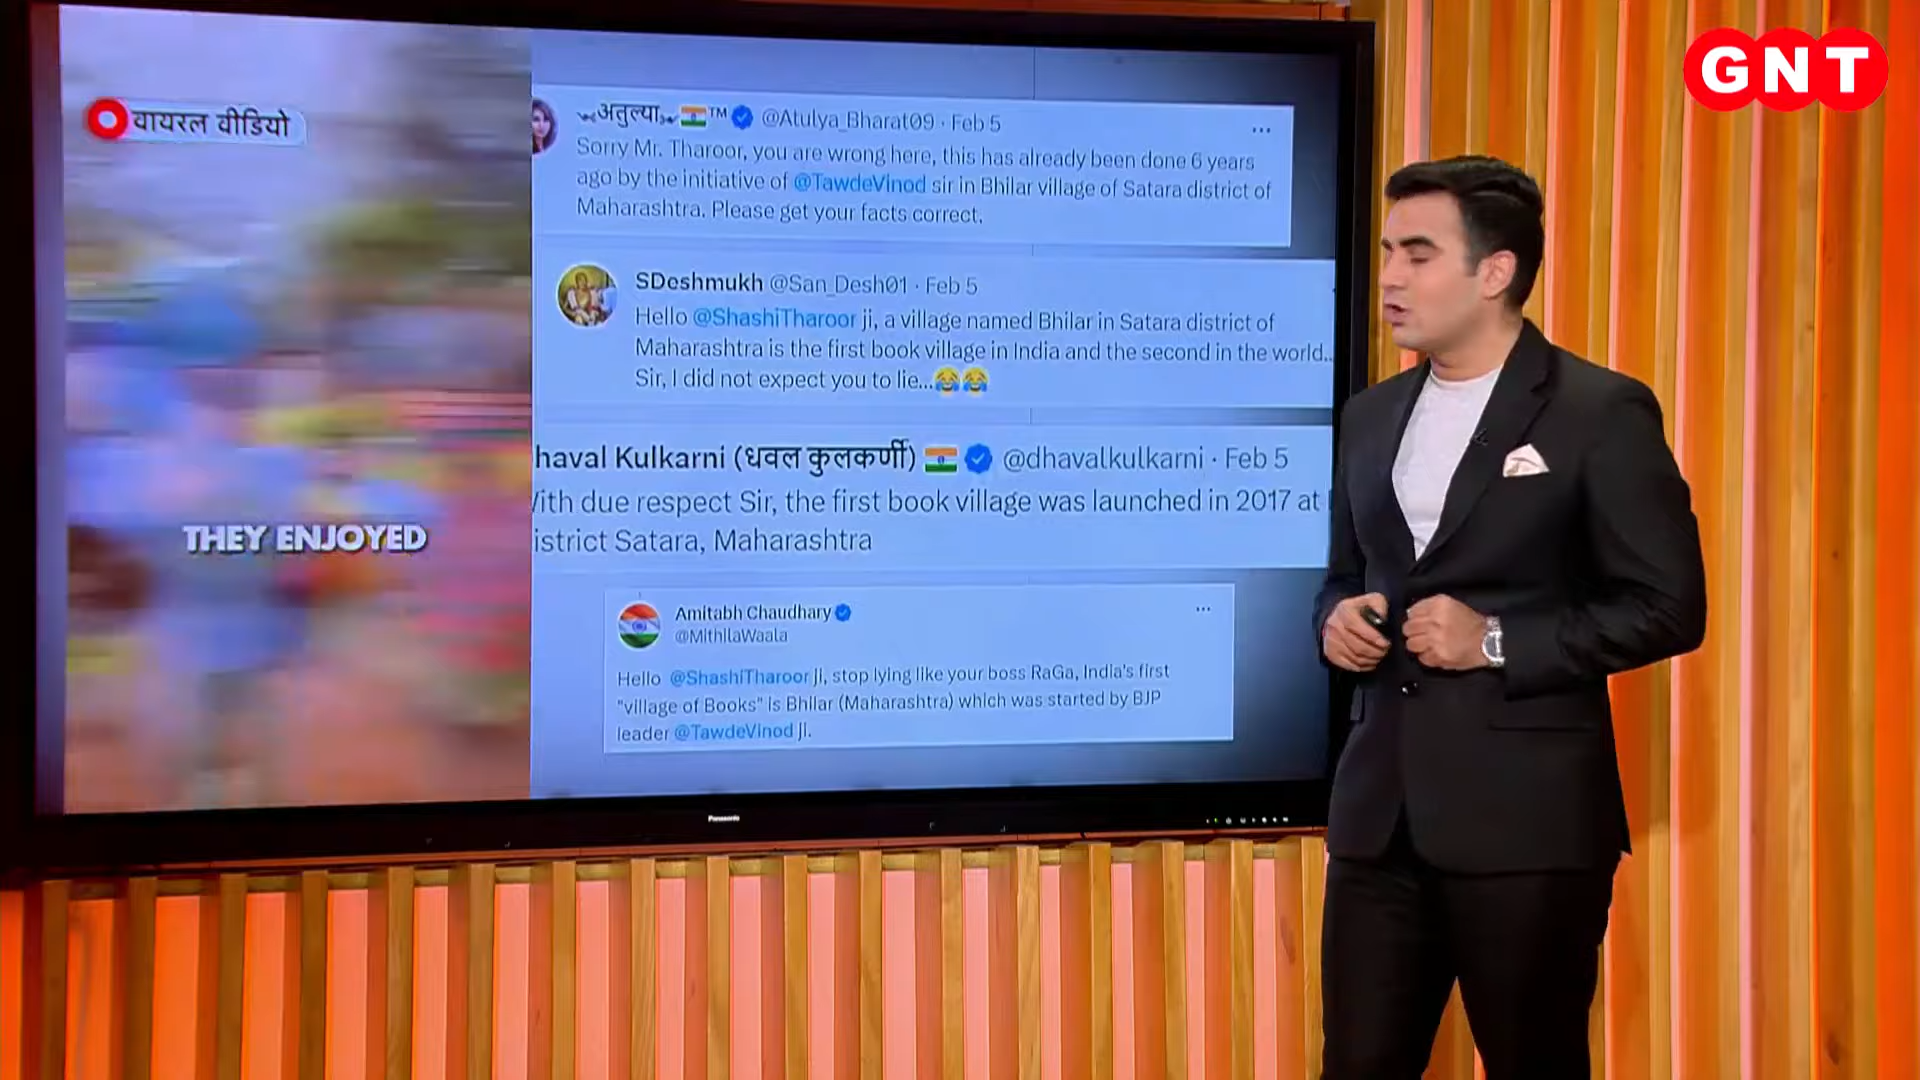 GNT
वायरल वीडियो
THEY ENJOYED
अतुल्या ™ @Atulya_Bharat09 · Feb 5
Sorry Mr. Tharoor, you are wrong here, this has already been done 6 years
ago by the initiative of @TawdeVinod sir in Bhilar village of Satara district of
Maharashtra. Please get your facts correct.
SDeshmukh @San_Desh01 · Feb 5
Hello @ShashiTharoor ji, a village named Bhilar in Satara district of
Maharashtra is the first book village in India and the second in the world..
Sir, I did not expect you to lie...😂😂
haval Kulkarni (धवल कुलकर्णी) 🇮🇳 @dhavalkulkarni · Feb 5
ith due respect Sir, the first book village was launched in 2017 at
istrict Satara, Maharashtra
Amitabh Chaudhary
@MithilaWaala
Hello @ShashiTharoor ji, stop lying like your boss RaGa, India's first
"village of Books" is Bhilar (Maharashtra) which was started by BJP
leader @TawdeVinod ji.
Panasonic